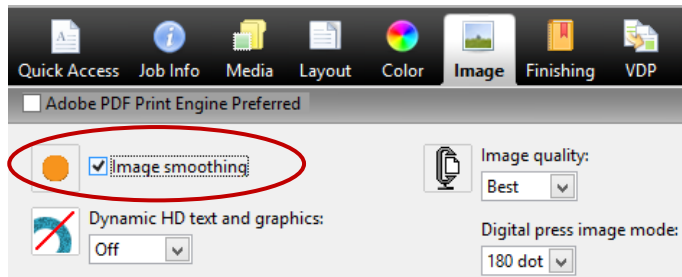 Quick Access Job Info Media Layout Color Image Finishing VDP
Adobe PDF Print Engine Preferred
Image smoothing
Dynamic HD text and graphics:
Off
Image quality:
Best
Digital press image mode:
180 dot